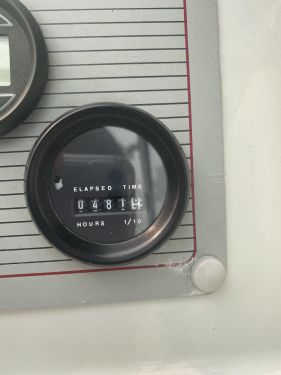 ELAPSED TIME
0481
HOURS 1/10